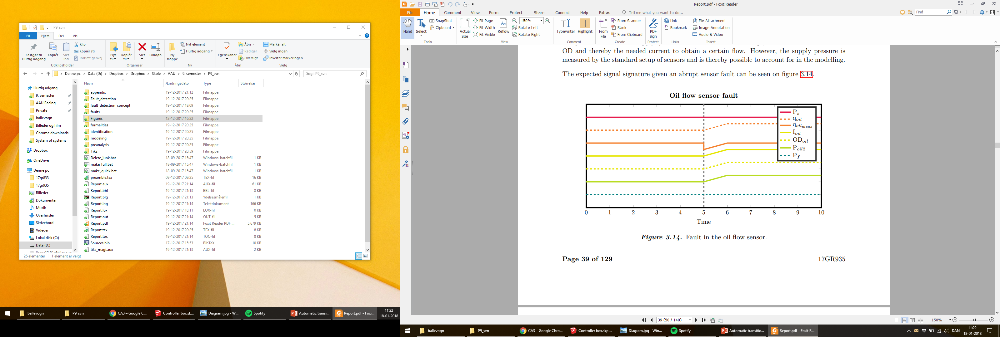 P9_svn
Fil
Hjem
Del
Vis
Fastgør til
Hurtig adgang
Kopiér
Sæt
ind
Klip
Kopiér sti
Indsæt genvej
Udklipsholder
Flyt
til
Kopiér
til
Slet
Omdøb
Organiser
Ny
mappe
Nyt element
Hurtig adgang
Ny
Egenskaber
Åbn
Rediger
Oversigt
Åbn
Markér alt
Vælg ingen
Inverter markeringen
Vælg
Denne pc > Data (D:) > Dropbox > Dropbox > Skole > AAU > 9. semester > P9_svn
Søg i P9_svn
Hurtig adgang
9. semester
AAU Racing
Private
ballevogn
Billeder og film
Chrome downloads
System of systems
Dropbox
OneDrive
Denne pc
17gr833
17gr935
Billeder
Dokumenter
Musik
Overførsler
Skrivebord
Videoer
Lokal disk (C:)
Data (D:)
Navn Ændringsdato Type Størrelse
appendix 19-12-2017 21:12 Filmappe
Fault_detection 19-12-2017 20:25 Filmappe
fault_detection_concept 19-12-2017 18:09 Filmappe
faults 19-12-2017 20:25 Filmappe
Figures 12-12-2017 16:22 Filmappe
formalities 19-12-2017 20:25 Filmappe
identification 19-12-2017 20:25 Filmappe
modeling 19-12-2017 20:25 Filmappe
preanalysis 19-12-2017 20:25 Filmappe
Tikz 19-12-2017 20:59 Filmappe
Delete_junk.bat 18-09-2017 15:47 Windows-batchfil 1 KB
make_full.bat 18-09-2017 15:47 Windows-batchfil 1 KB
make_quick.bat 18-09-2017 15:47 Windows-batchfil 1 KB
preamble.tex 09-12-2017 09:25 TEX-fil 16 KB
Report.aux 19-12-2017 21:14 AUX-fil 61 KB
Report.bbl 19-12-2017 21:13 BBL-fil 8 KB
Report.blg 19-12-2017 21:13 Ydelsesmålerfil 1 KB
Report.log 19-12-2017 21:14 Tekstdokument 166 KB
Report.lox 19-12-2017 18:11 LOX-fil 0 KB
Report.out 19-12-2017 21:14 OUT-fil 5 KB
Report.pdf 19-12-2017 21:14 Foxit Reader PDF ... 5.679 KB
Report.tex 19-12-2017 20:25 TEX-fil 8 KB
Report.toc 19-12-2017 21:14 TOC-fil 8 KB
Sources.bib 17-12-2017 15:53 BibTeX 10 KB
tikz_magi.aux 19-12-2017 21:13 AUX-fil 2 KB
26 elementer 1 element er valgt
ballevogn
P9_svn
CA3 – Google C...
Controller box.sk...
Diagram.jpg - W...
Spotify
Automatic transi...
Report.pdf - Foxi...
11:22
18-01-2018
Report.pdf - Foxit Reader
File
Home
Comment
View
Form
Protect
Share
Connect
Help
Extras
Tell me what you want to do...
Find
Hand
Select
SnapShot
Clipboard
Tools
Actual
Size
Fit Page
Fit Width
Fit Visible
Reflow
150%
Rotate Left
Rotate Right
View
Typewriter
Highlight
Comment
From
File
From Scanner
Blank
From Clipboard
Create
PDF
Sign
Protect
Link
Bookmark
Links
File Attachment
Image Annotation
Audio & Video
Insert
OD and thereby the needed current to obtain a certain flow. However, the supply pressure is
measured by the standard setup of sensors and is thereby possible to account for in the modelling.
The expected signal signature given an abrupt sensor fault can be seen on figure 3.14.
Oil flow sensor fault
Ps
qoil
qoilmeas
Ioil
ODoil
Poil2
Pf
0 1 2 3 4 5 6 7 8 9 10
Time
Figure 3.14. Fault in the oil flow sensor.
Page 39 of 129
17GR935
39 (50 / 140)
150%
ballevogn
P9_svn
CA3 – Google Chro...
Controller box.skp ...
Diagram.jpg - Win...
Spotify
Automatic transitio...
Report.pdf - Foxit R...
DAN
11:22
18-01-2018